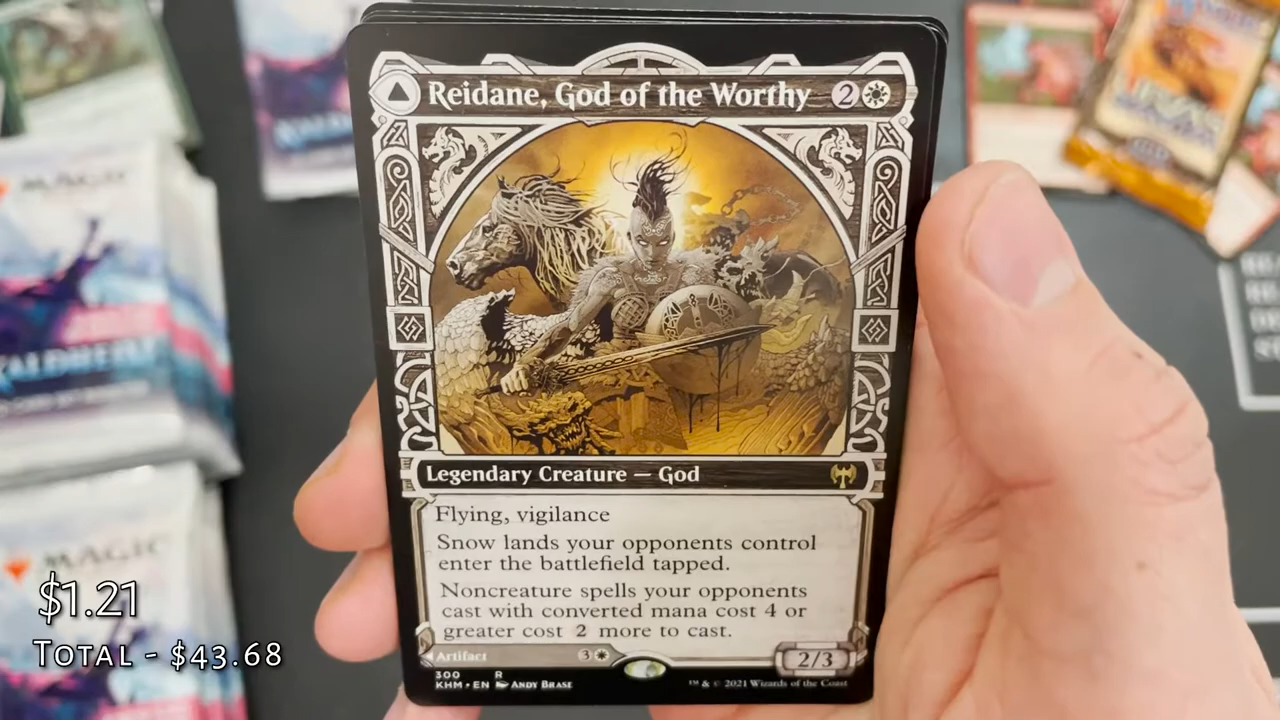 Reidane, God of the Worthy 2
Legendary Creature — God
Flying, vigilance
Snow lands your opponents control
enter the battlefield tapped.
Noncreature spells your opponents
cast with converted mana cost 4 or
greater cost 2 more to cast.
Artifact 3
2/3
300 R
KHM • EN ANDY BRASE
™ & © 2021 Wizards of the Coast
MAGIC
KALDHEIM
MAGIC
$1.21
TOTAL - $43.68